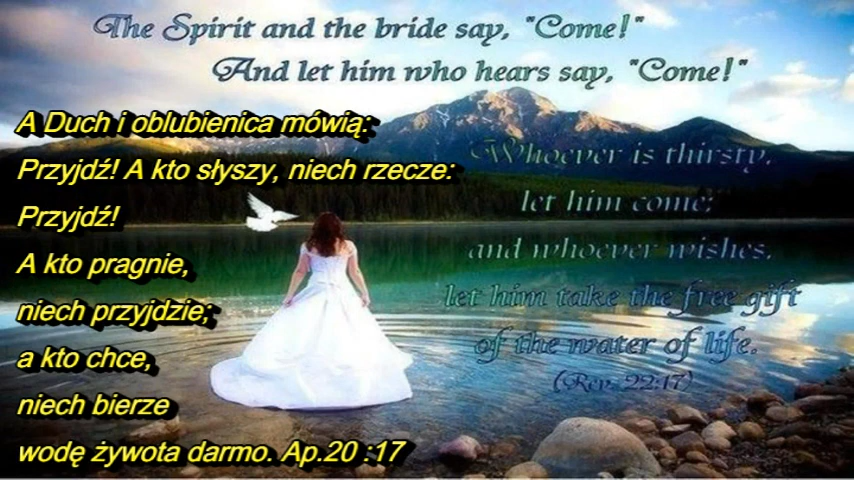 The Spirit and the bride say, "Come!"
And let him who hears say, "Come!"
Whoever is thirsty,
let him come;
and whoever wishes,
let him take the free gift
of the water of life.
(Rev. 22:17)
A Duch i oblubienica mówią:
Przyjdź! A kto słyszy, niech rzecze:
Przyjdź!
A kto pragnie,
niech przyjdzie;
a kto chce,
niech bierze
wodę żywota darmo. Ap.20 :17